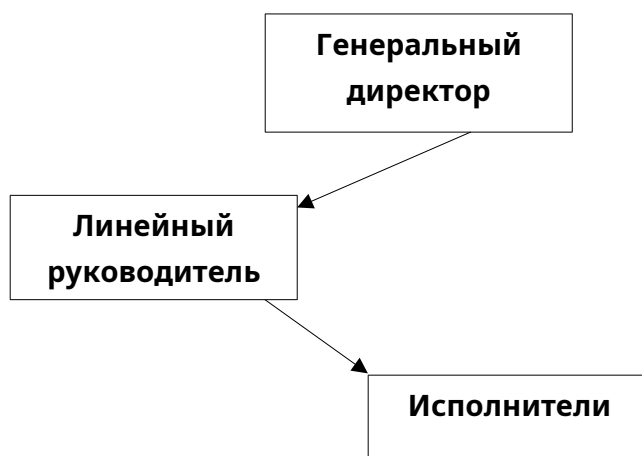 Генеральный
директор
Линейный
руководитель
Исполнители